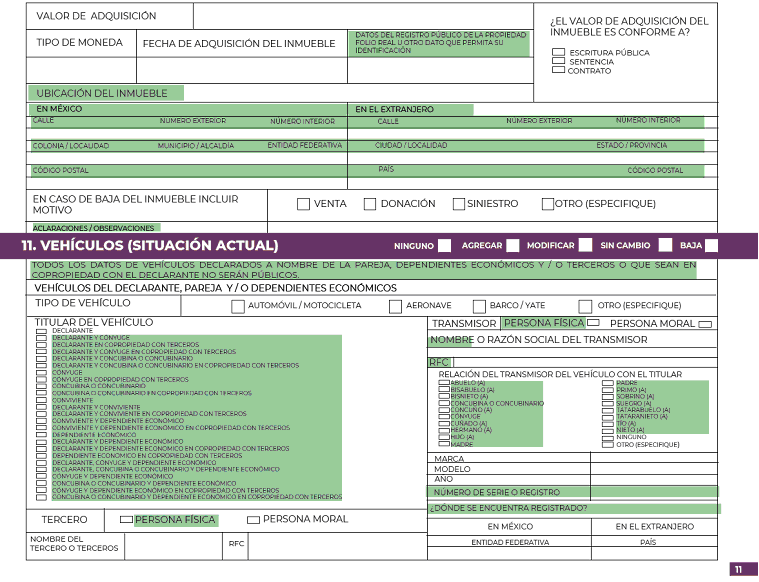 VALOR DE ADQUISICIÓN
¿EL VALOR DE ADQUISICIÓN DEL
INMUEBLE ES CONFORME A?
TIPO DE MONEDA
FECHA DE ADQUISICIÓN DEL INMUEBLE
DATOS DEL REGISTRO PÚBLICO DE LA PROPIEDAD
FOLIO REAL U OTRO DATO QUE PERMITA SU
IDENTIFICACIÓN
ESCRITURA PÚBLICA
SENTENCIA
CONTRATO
UBICACIÓN DEL INMUEBLE
EN MÉXICO
EN EL EXTRANJERO
CALLE NÚMERO EXTERIOR NÚMERO INTERIOR
CALLE NÚMERO EXTERIOR NÚMERO INTERIOR
COLONIA / LOCALIDAD MUNICIPIO / ALCALDÍA ENTIDAD FEDERATIVA
CIUDAD / LOCALIDAD ESTADO / PROVINCIA
CÓDIGO POSTAL
PAÍS CÓDIGO POSTAL
EN CASO DE BAJA DEL INMUEBLE INCLUIR
MOTIVO
VENTA DONACIÓN SINIESTRO OTRO (ESPECIFIQUE)
ACLARACIONES / OBSERVACIONES
11. VEHÍCULOS (SITUACIÓN ACTUAL) NINGUNO AGREGAR MODIFICAR SIN CAMBIO BAJA
TODOS LOS DATOS DE VEHÍCULOS DECLARADOS A NOMBRE DE LA PAREJA, DEPENDIENTES ECONÓMICOS Y / O TERCEROS O QUE SEAN EN
COPROPIEDAD CON EL DECLARANTE NO SERÁN PÚBLICOS.
VEHÍCULOS DEL DECLARANTE, PAREJA Y / O DEPENDIENTES ECONÓMICOS
TIPO DE VEHÍCULO AUTOMÓVIL / MOTOCICLETA AERONAVE BARCO / YATE OTRO (ESPECIFIQUE)
TITULAR DEL VEHÍCULO
DECLARANTE
DECLARANTE Y CÓNYUGE
DECLARANTE EN COPROPIEDAD CON TERCEROS
DECLARANTE Y CÓNYUGE EN COPROPIEDAD CON TERCEROS
DECLARANTE Y CONCUBINA O CONCUBINARIO
DECLARANTE Y CONCUBINA O CONCUBINARIO EN COPROPIEDAD CON TERCEROS
CÓNYUGE
CÓNYUGE EN COPROPIEDAD CON TERCEROS
CONCUBINA O CONCUBINARIO
CONCUBINA O CONCUBINARIO EN COPROPIEDAD CON TERCEROS
CONVIVIENTE
DECLARANTE Y CONVIVIENTE
DECLARANTE Y CONVIVIENTE EN COPROPIEDAD CON TERCEROS
CONVIVIENTE Y DEPENDIENTE ECONÓMICO
CONVIVIENTE Y DEPENDIENTE ECONÓMICO EN COPROPIEDAD CON TERCEROS
DEPENDIENTE ECONÓMICO
DECLARANTE Y DEPENDIENTE ECONÓMICO
DECLARANTE Y DEPENDIENTE ECONÓMICO EN COPROPIEDAD CON TERCEROS
DEPENDIENTE ECONÓMICO EN COPROPIEDAD CON TERCEROS
DECLARANTE, CÓNYUGE Y DEPENDIENTE ECONÓMICO
DECLARANTE, CONCUBINA O CONCUBINARIO Y DEPENDIENTE ECONÓMICO
CÓNYUGE Y DEPENDIENTE ECONÓMICO
CONCUBINA O CONCUBINARIO Y DEPENDIENTE ECONÓMICO
CÓNYUGE Y DEPENDIENTE ECONÓMICO EN COPROPIEDAD CON TERCEROS
CONCUBINA O CONCUBINARIO Y DEPENDIENTE ECONÓMICO EN COPROPIEDAD CON TERCEROS
TRANSMISOR PERSONA FÍSICA PERSONA MORAL
NOMBRE O RAZÓN SOCIAL DEL TRANSMISOR
RFC
RELACIÓN DEL TRANSMISOR DEL VEHÍCULO CON EL TITULAR
ABUELO (A)
BISABUELO (A)
BISNIETO (A)
CONCUBINA O CONCUBINARIO
CONCUNO (A)
CÓNYUGE
CUÑADO (A)
HERMANO (A)
HIJO (A)
MADRE
PADRE
PRIMO (A)
SOBRINO (A)
SUEGRO (A)
TATARABUELO (A)
TATARANIETO (A)
TÍO (A)
NIETO (A)
NINGUNO
OTRO (ESPECIFIQUE)
MARCA
MODELO
AÑO
NÚMERO DE SERIE O REGISTRO
¿DÓNDE SE ENCUENTRA REGISTRADO?
EN MÉXICO EN EL EXTRANJERO
ENTIDAD FEDERATIVA PAÍS
TERCERO PERSONA FÍSICA PERSONA MORAL
NOMBRE DEL
TERCERO O TERCEROS
RFC
11